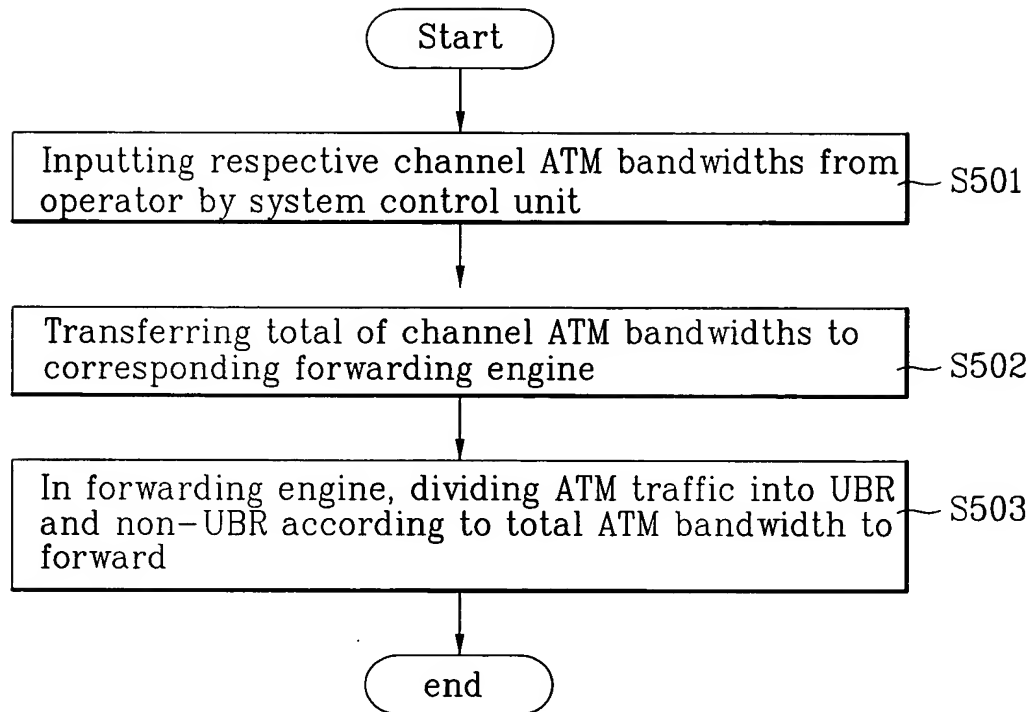 Start
Inputting respective channel ATM bandwidths from
operator by system control unit
S501
Transferring total of channel ATM bandwidths to
corresponding forwarding engine
S502
In forwarding engine, dividing ATM traffic into UBR
and non-UBR according to total ATM bandwidth to
forward
S503
end